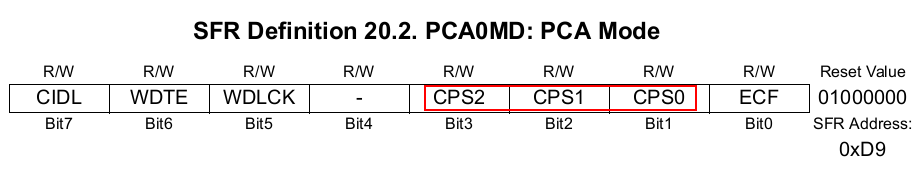 SFR Definition 20.2. PCA0MD: PCA Mode
R/W R/W R/W R/W R/W R/W R/W R/W Reset Value
CIDL WDTE WDLCK - CPS2 CPS1 CPS0 ECF 01000000
Bit7 Bit6 Bit5 Bit4 Bit3 Bit2 Bit1 Bit0 SFR Address:
0xD9